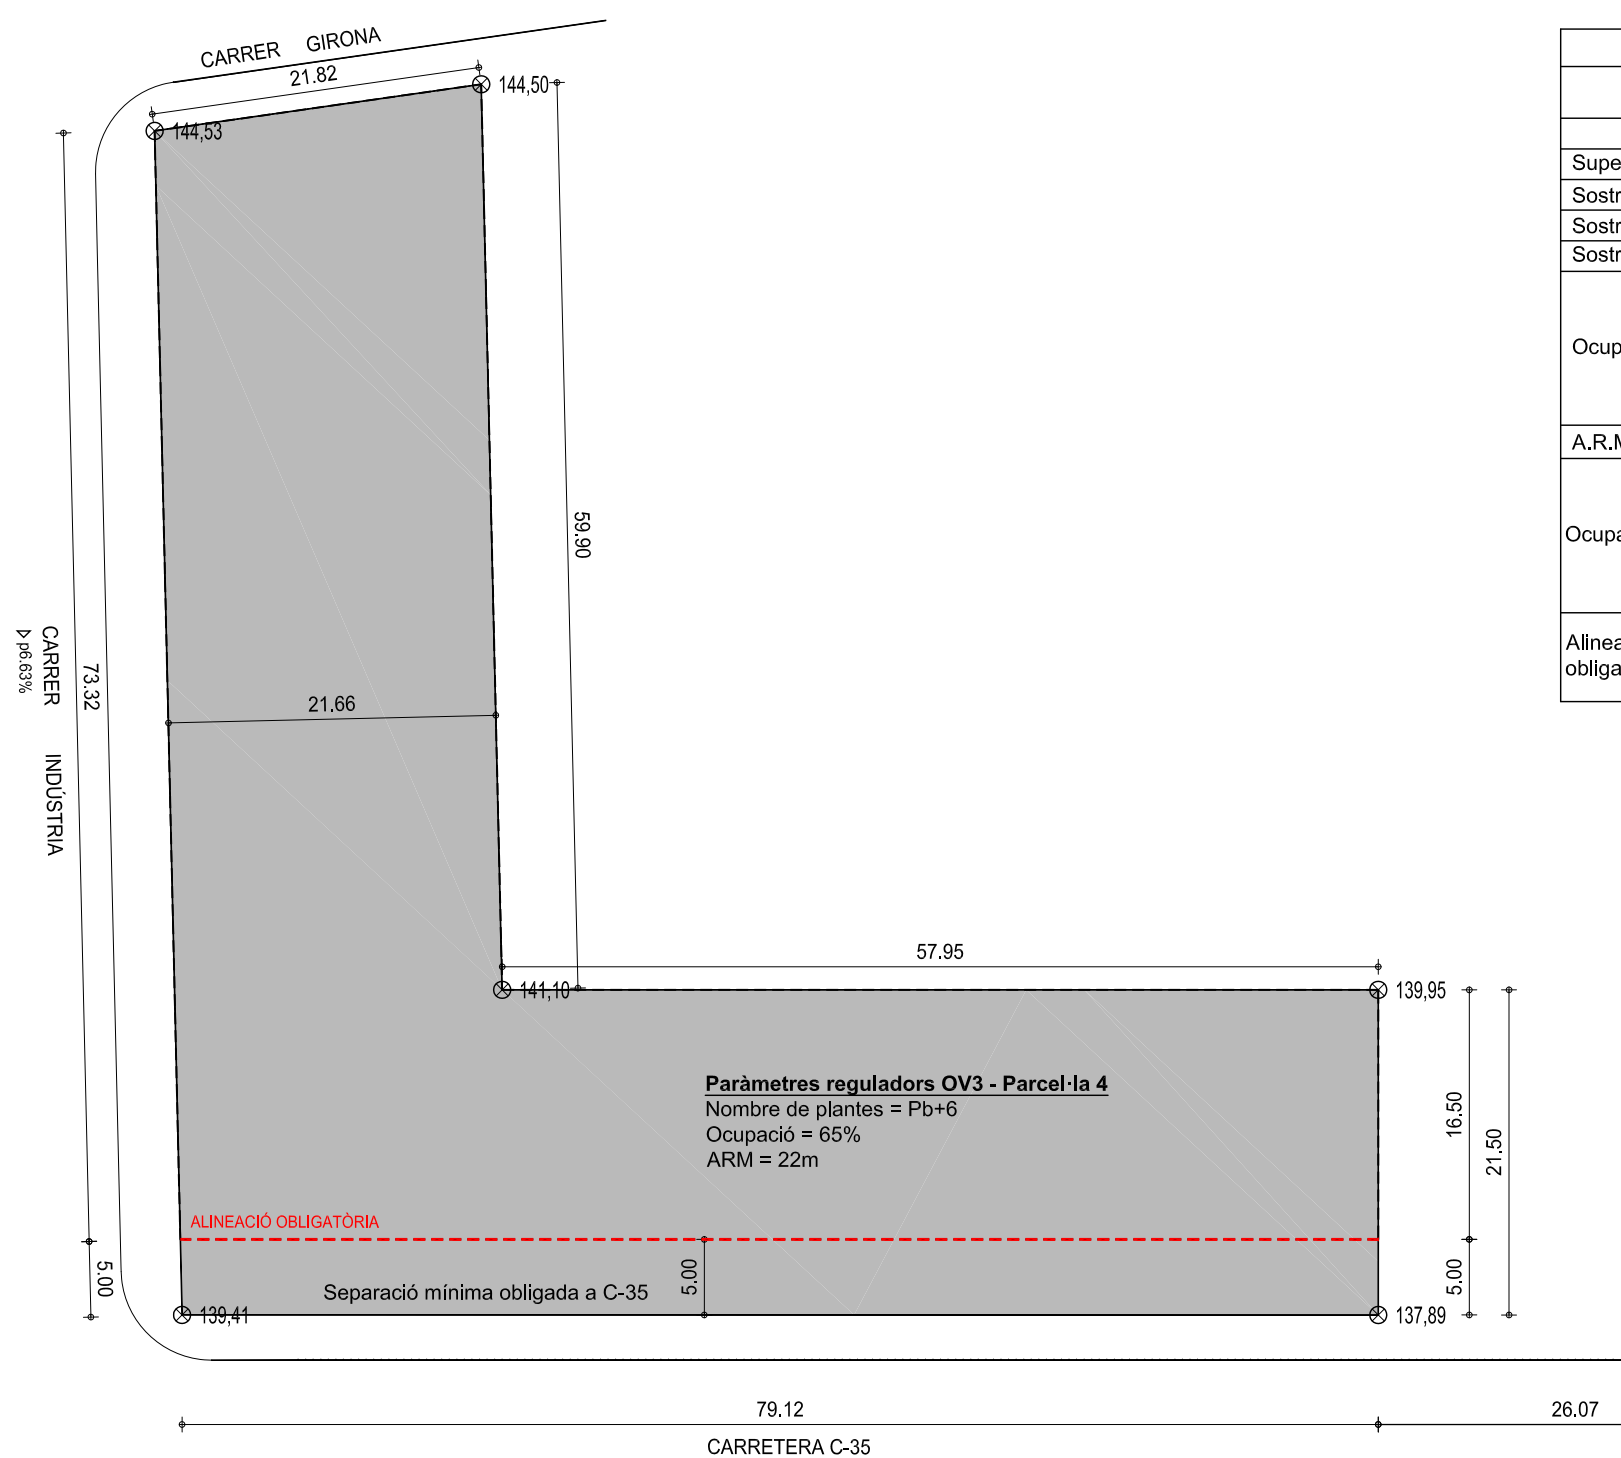 CARRER GIRONA
21.82
144,50
144,53
59.90
CARRER INDÚSTRIA
p6.63%
73.32
21.66
57.95
141,10
139,95
Paràmetres reguladors OV3 - Parcel·la 4
Nombre de plantes = Pb+6
Ocupació = 65%
ARM = 22m
16.50
21.50
ALINEACIÓ OBLIGATÒRIA
5.00
Separació mínima obligada a C-35
5.00
5.00
139,41
137,89
79.12
26.07
CARRETERA C-35
Supe
Sostr
Sostr
Sostr
Ocup
A.R.M
Ocupa
Alinea
obliga